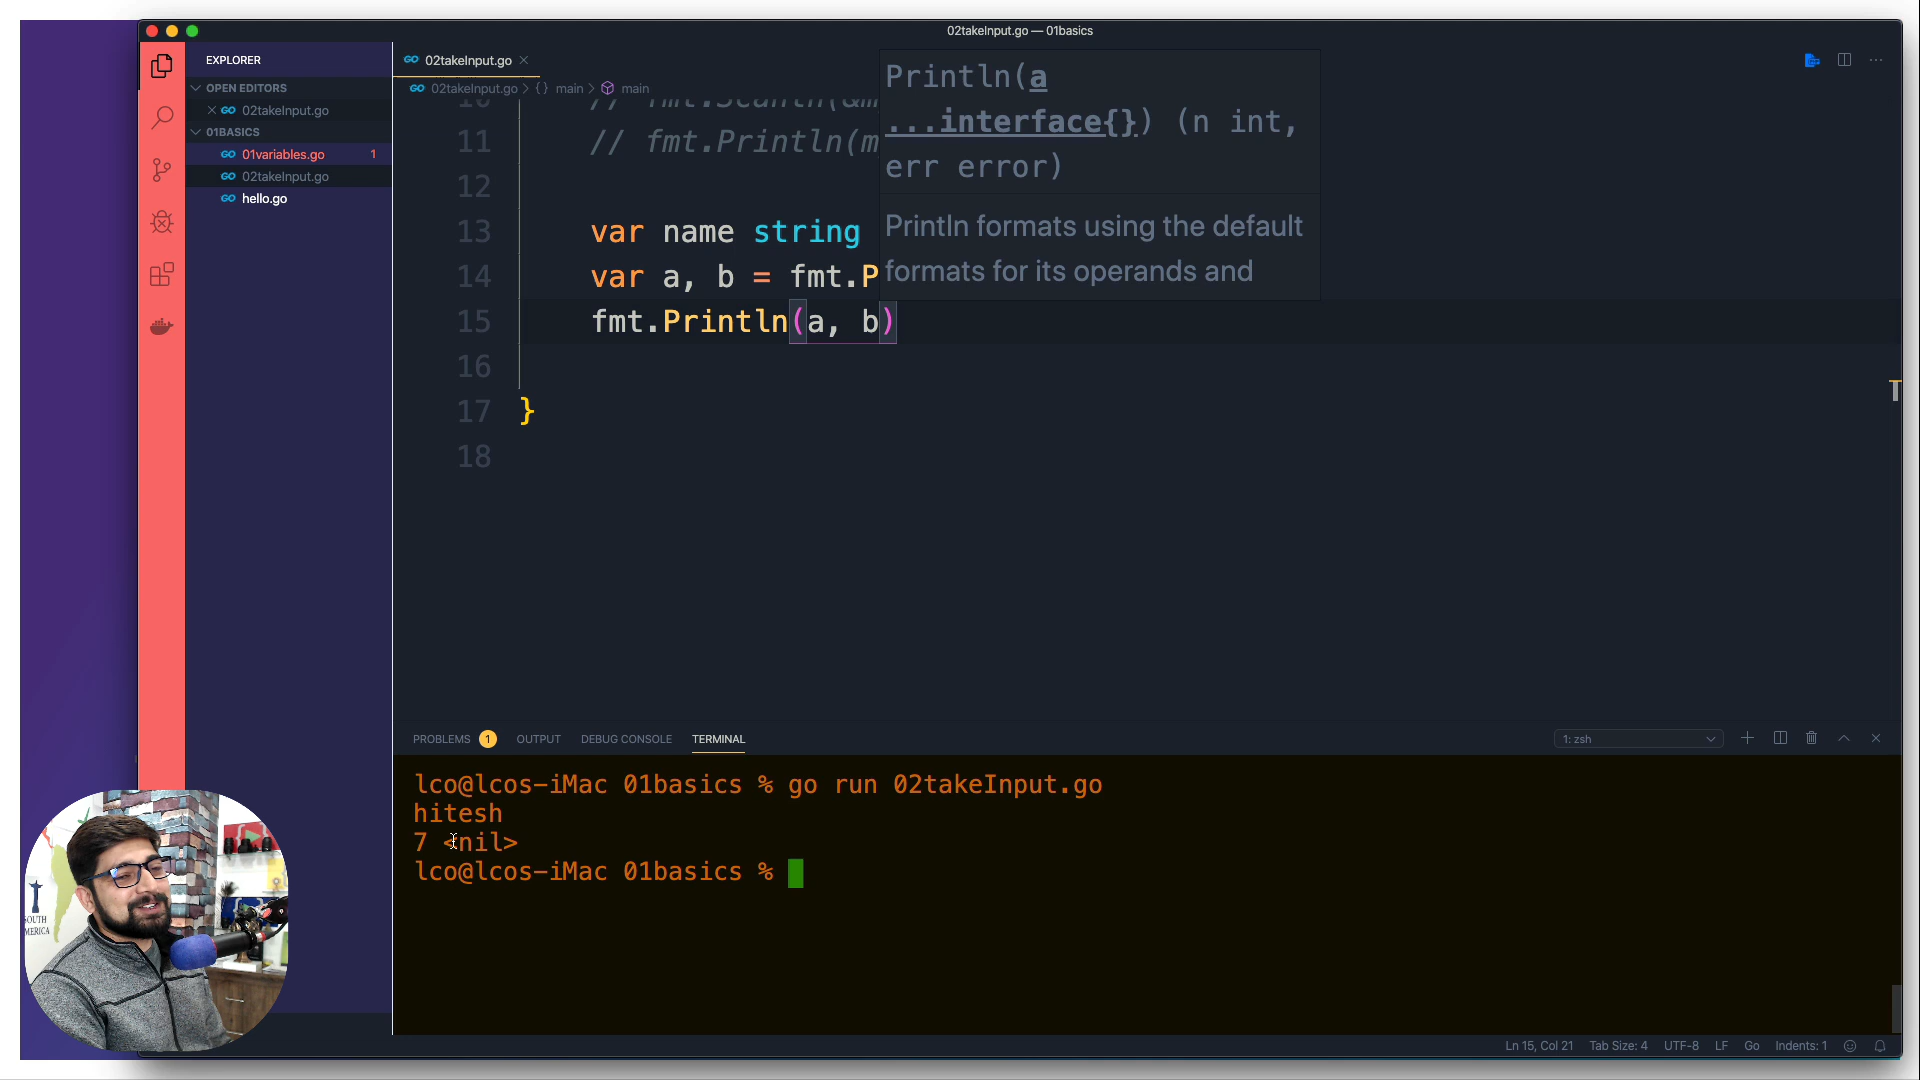 02takeInput.go — 01basics
EXPLORER
OPEN EDITORS
GO 02takeInput.go
01BASICS
GO 01variables.go 1
GO 02takeInput.go
GO hello.go
GO 02takeInput.go
GO 02takeInput.go > {} main > main
10 // fmt.Scanln(&m
11 // fmt.Println(m
12
13 var name string
14 var a, b = fmt.P
15 fmt.Println(a, b)
16
17 }
18
Println(a
...interface{}) (n int,
err error)
Println formats using the default
formats for its operands and
PROBLEMS 1 OUTPUT DEBUG CONSOLE TERMINAL
1: zsh
lco@lcos-iMac 01basics % go run 02takeInput.go
hitesh
7 <nil>
lco@lcos-iMac 01basics %
SOUTH
AMERICA
Ln 15, Col 21 Tab Size: 4 UTF-8 LF Go Indents: 1